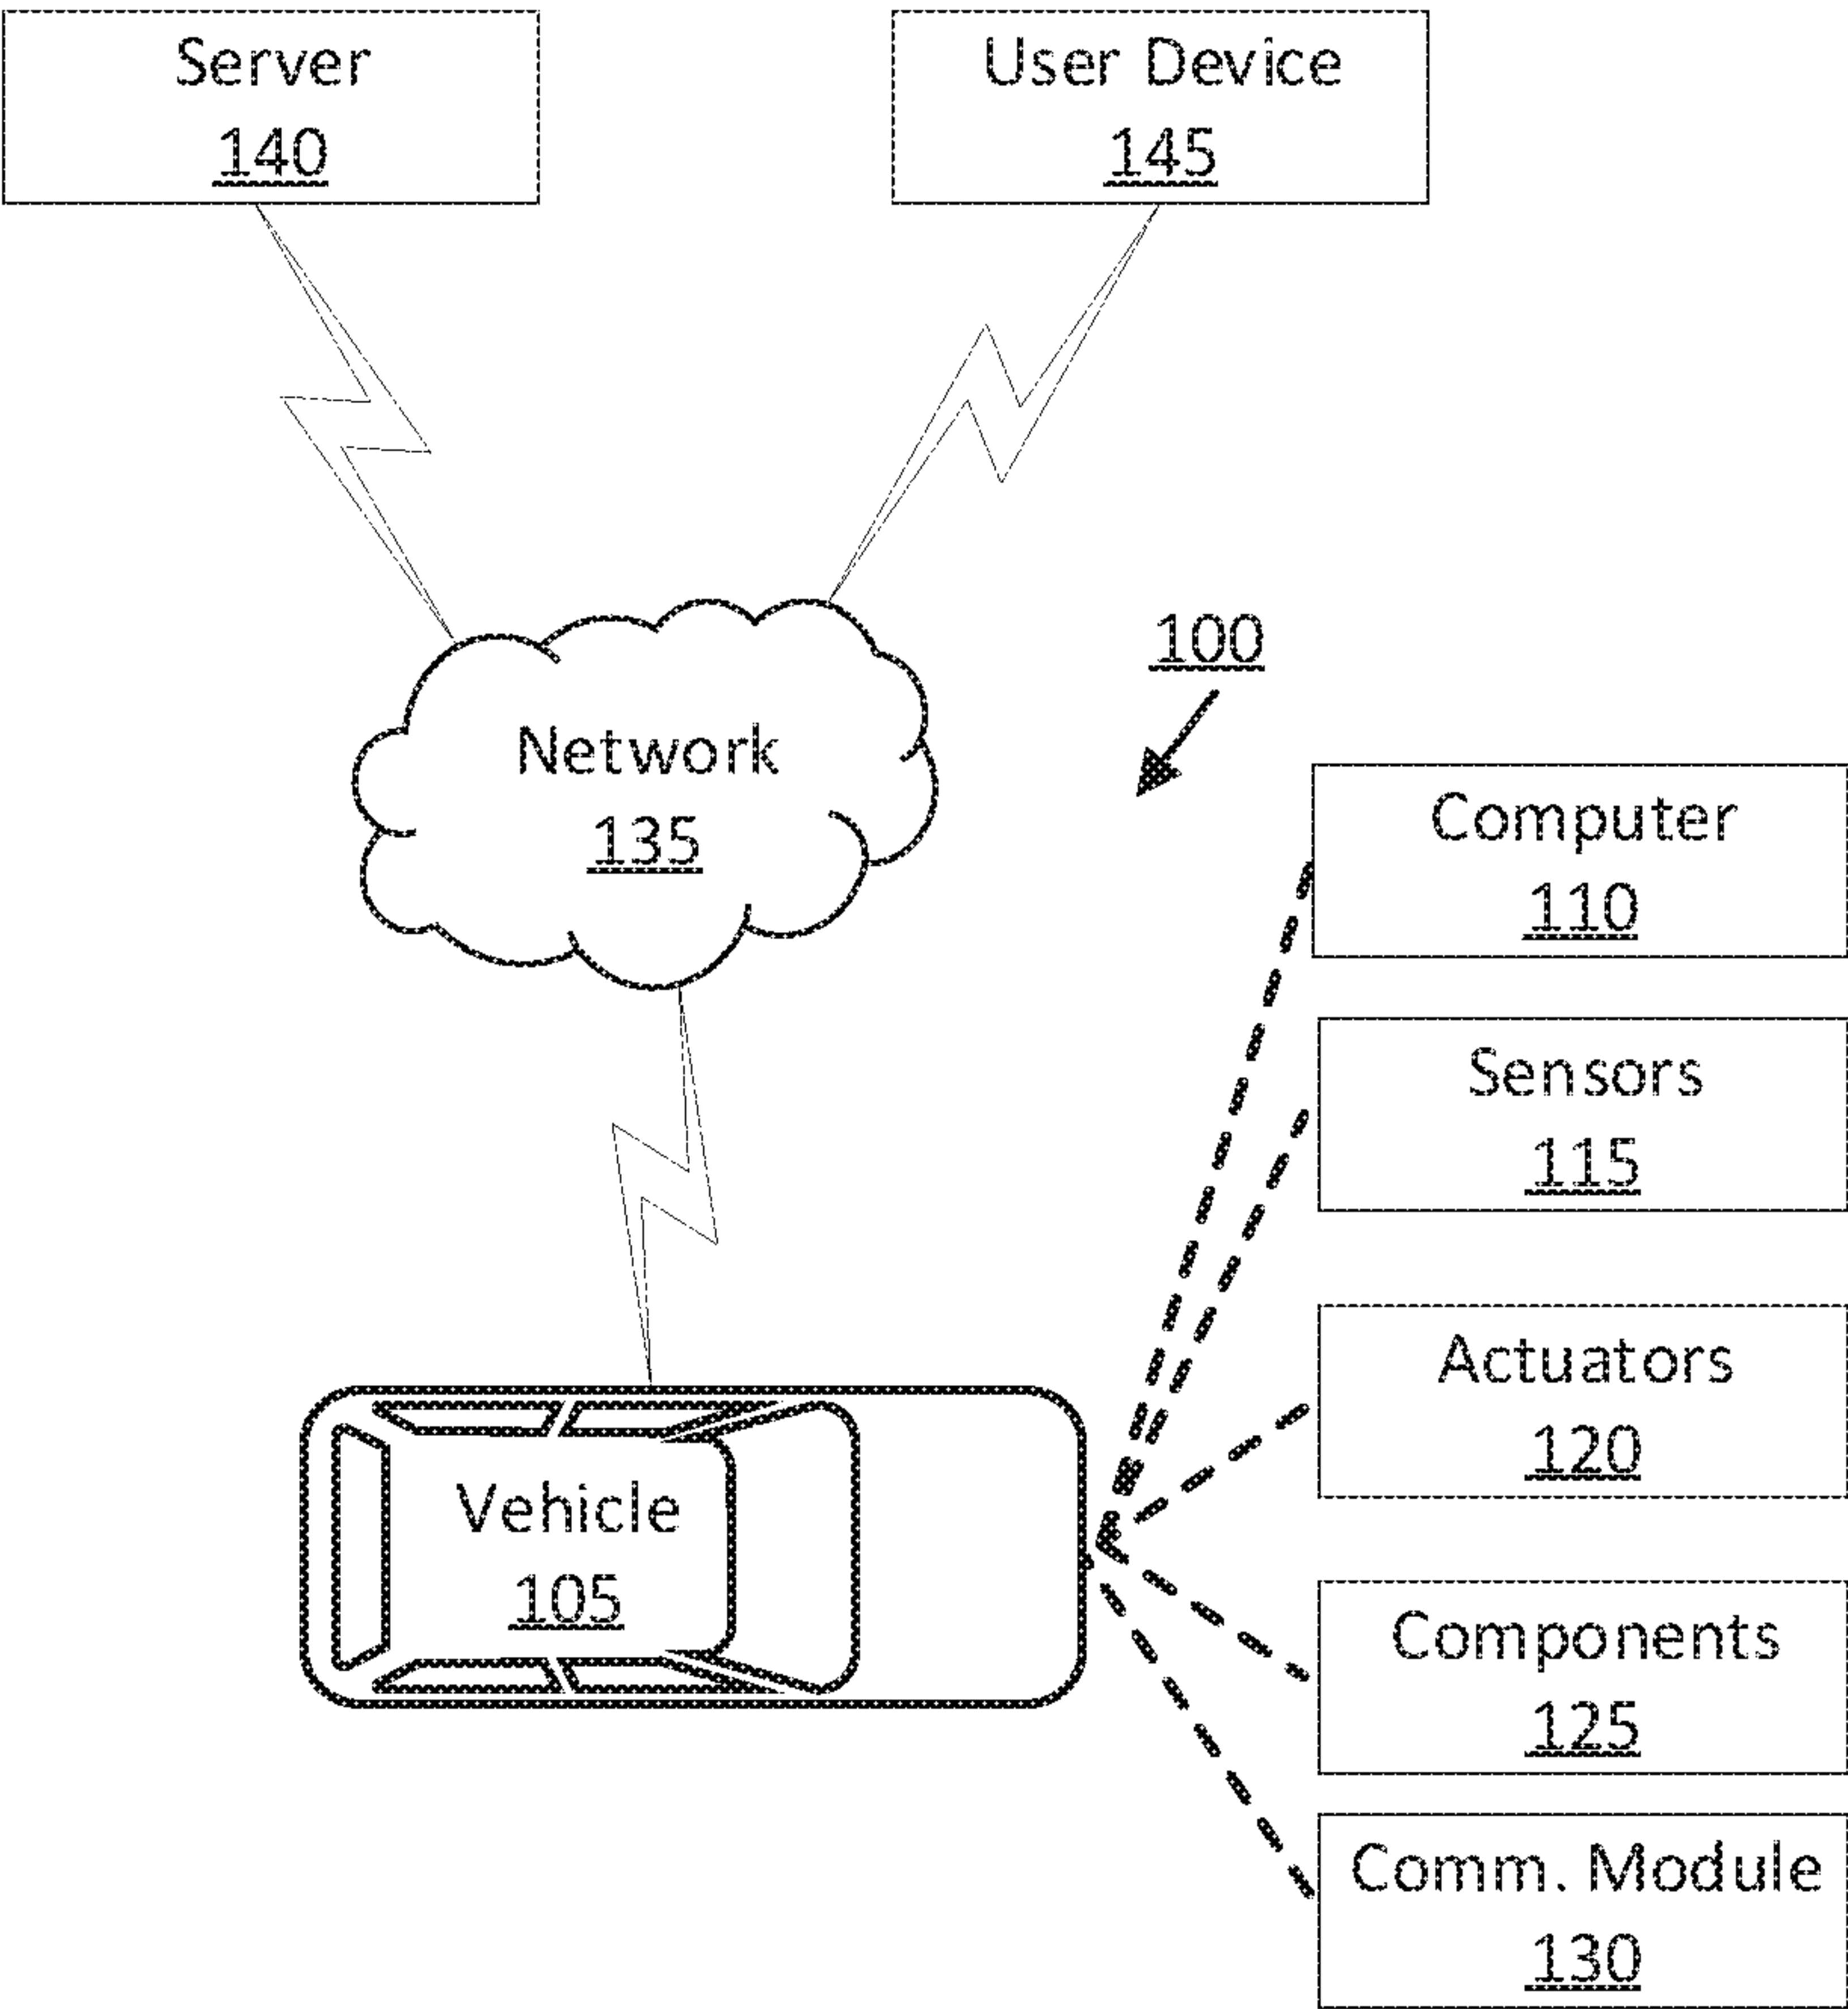 Server
140
User Device
145
Network
135
100
Computer
110
Sensors
115
Actuators
120
Vehicle
105
Components
125
Comm. Module
130